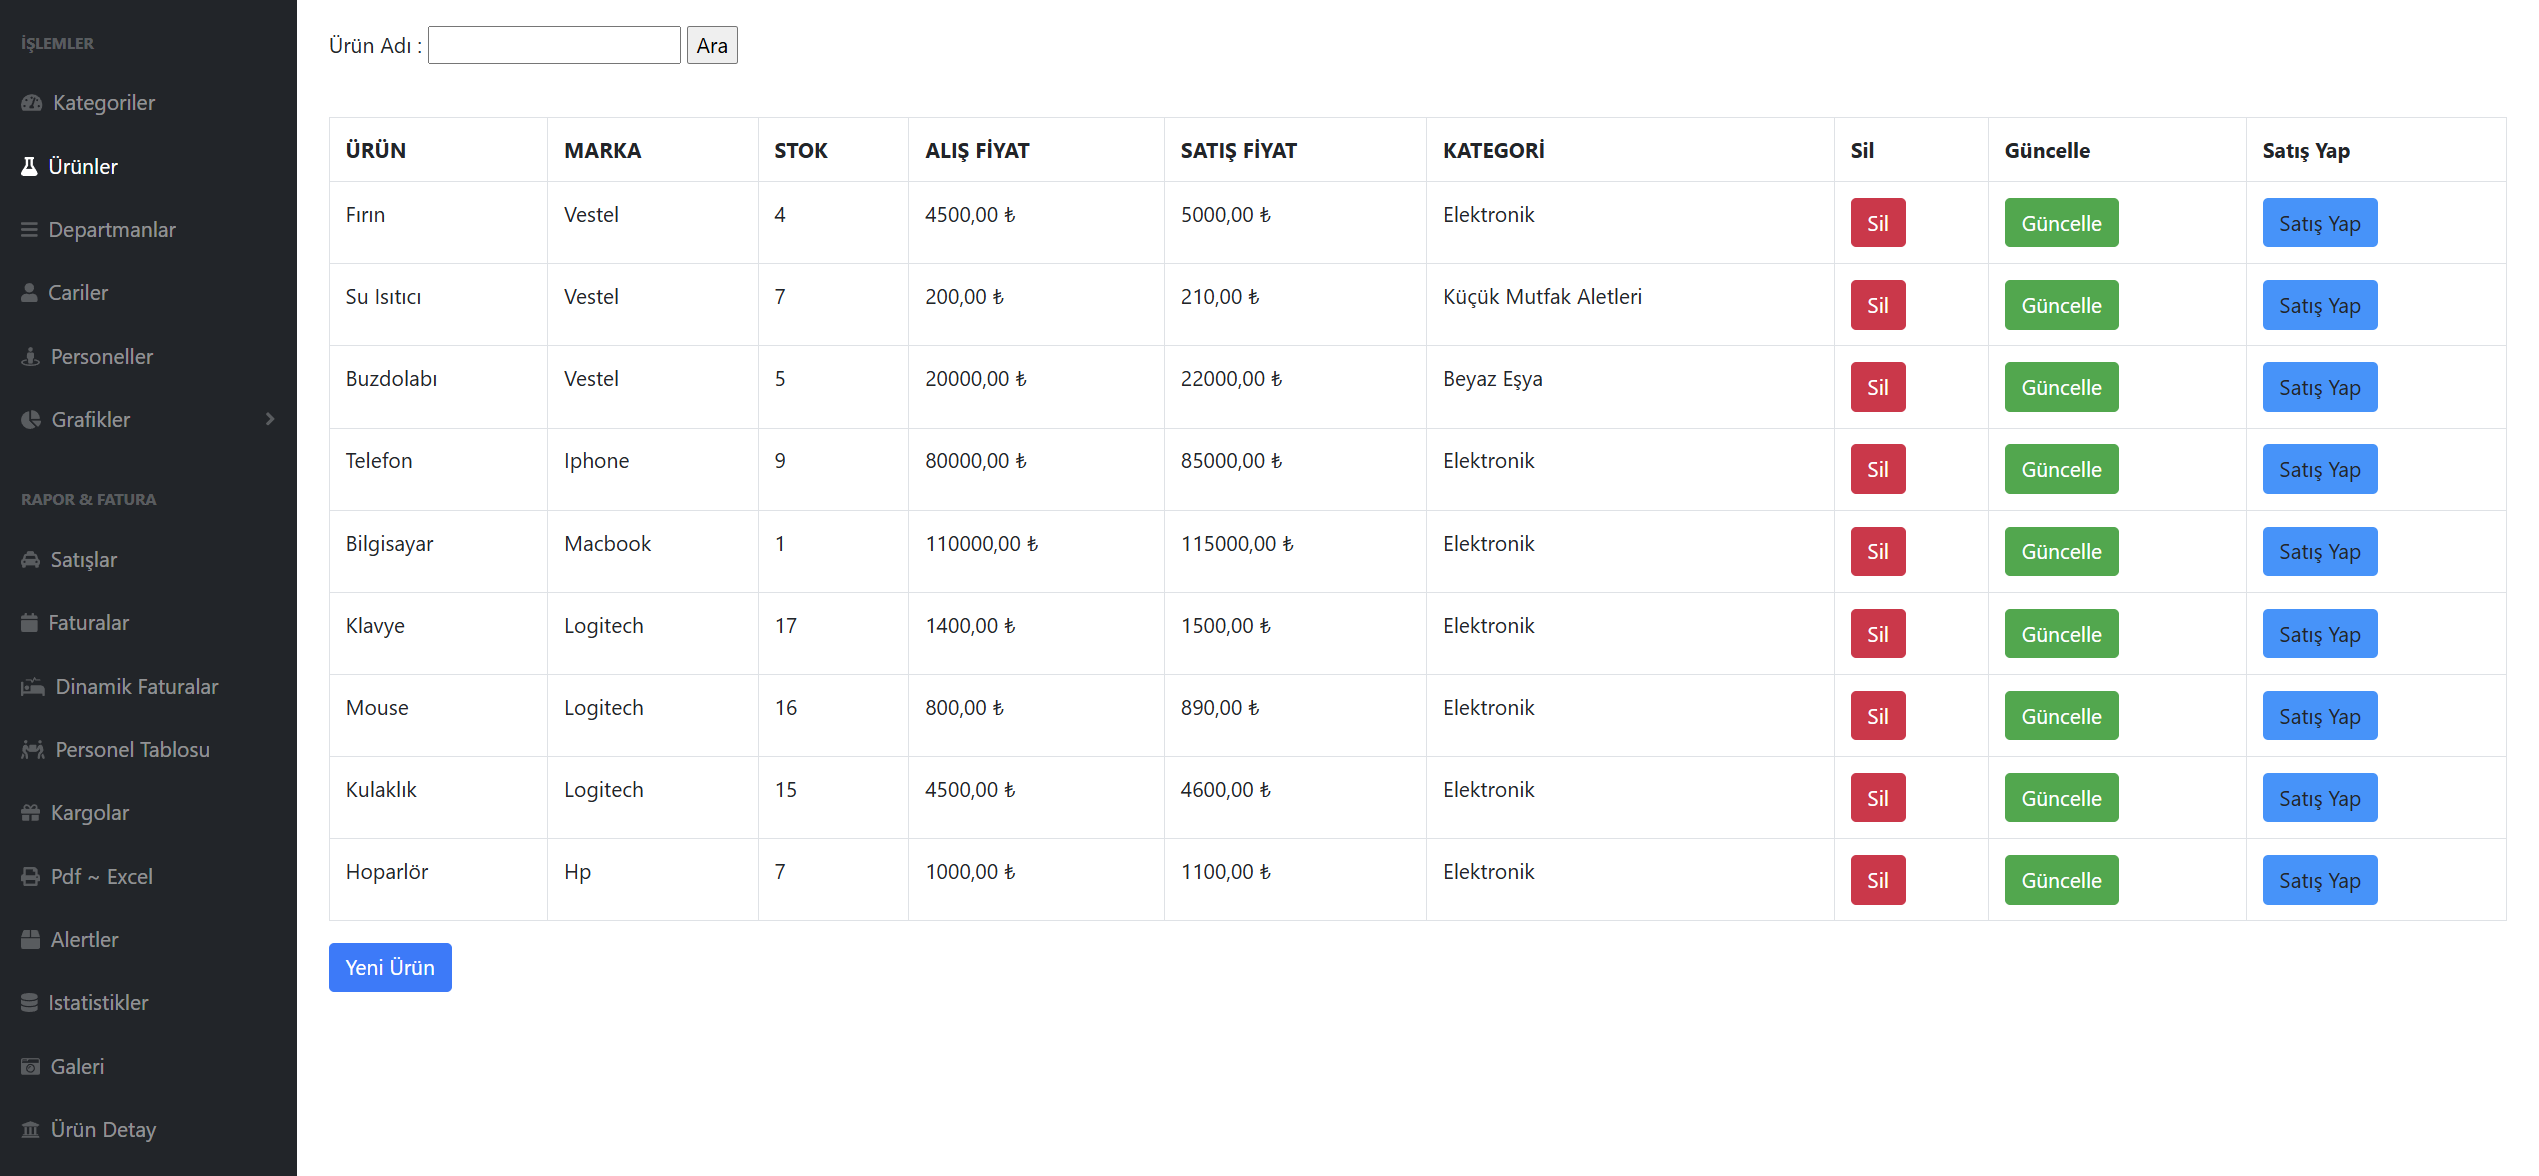 İŞLEMLER
Kategoriler
Ürünler
Departmanlar
Cariler
Personeller
Grafikler
RAPOR & FATURA
Satışlar
Faturalar
Dinamik Faturalar
Personel Tablosu
Kargolar
Pdf ~ Excel
Alertler
Istatistikler
Galeri
Ürün Detay
Ürün Adı : Ara
ÜRÜN MARKA STOK ALIŞ FİYAT SATIŞ FİYAT KATEGORİ Sil Güncelle Satış Yap
Fırın Vestel 4 4500,00 ₺ 5000,00 ₺ Elektronik Sil Güncelle Satış Yap
Su Isıtıcı Vestel 7 200,00 ₺ 210,00 ₺ Küçük Mutfak Aletleri Sil Güncelle Satış Yap
Buzdolabı Vestel 5 20000,00 ₺ 22000,00 ₺ Beyaz Eşya Sil Güncelle Satış Yap
Telefon Iphone 9 80000,00 ₺ 85000,00 ₺ Elektronik Sil Güncelle Satış Yap
Bilgisayar Macbook 1 110000,00 ₺ 115000,00 ₺ Elektronik Sil Güncelle Satış Yap
Klavye Logitech 17 1400,00 ₺ 1500,00 ₺ Elektronik Sil Güncelle Satış Yap
Mouse Logitech 16 800,00 ₺ 890,00 ₺ Elektronik Sil Güncelle Satış Yap
Kulaklık Logitech 15 4500,00 ₺ 4600,00 ₺ Elektronik Sil Güncelle Satış Yap
Hoparlör Hp 7 1000,00 ₺ 1100,00 ₺ Elektronik Sil Güncelle Satış Yap
Yeni Ürün